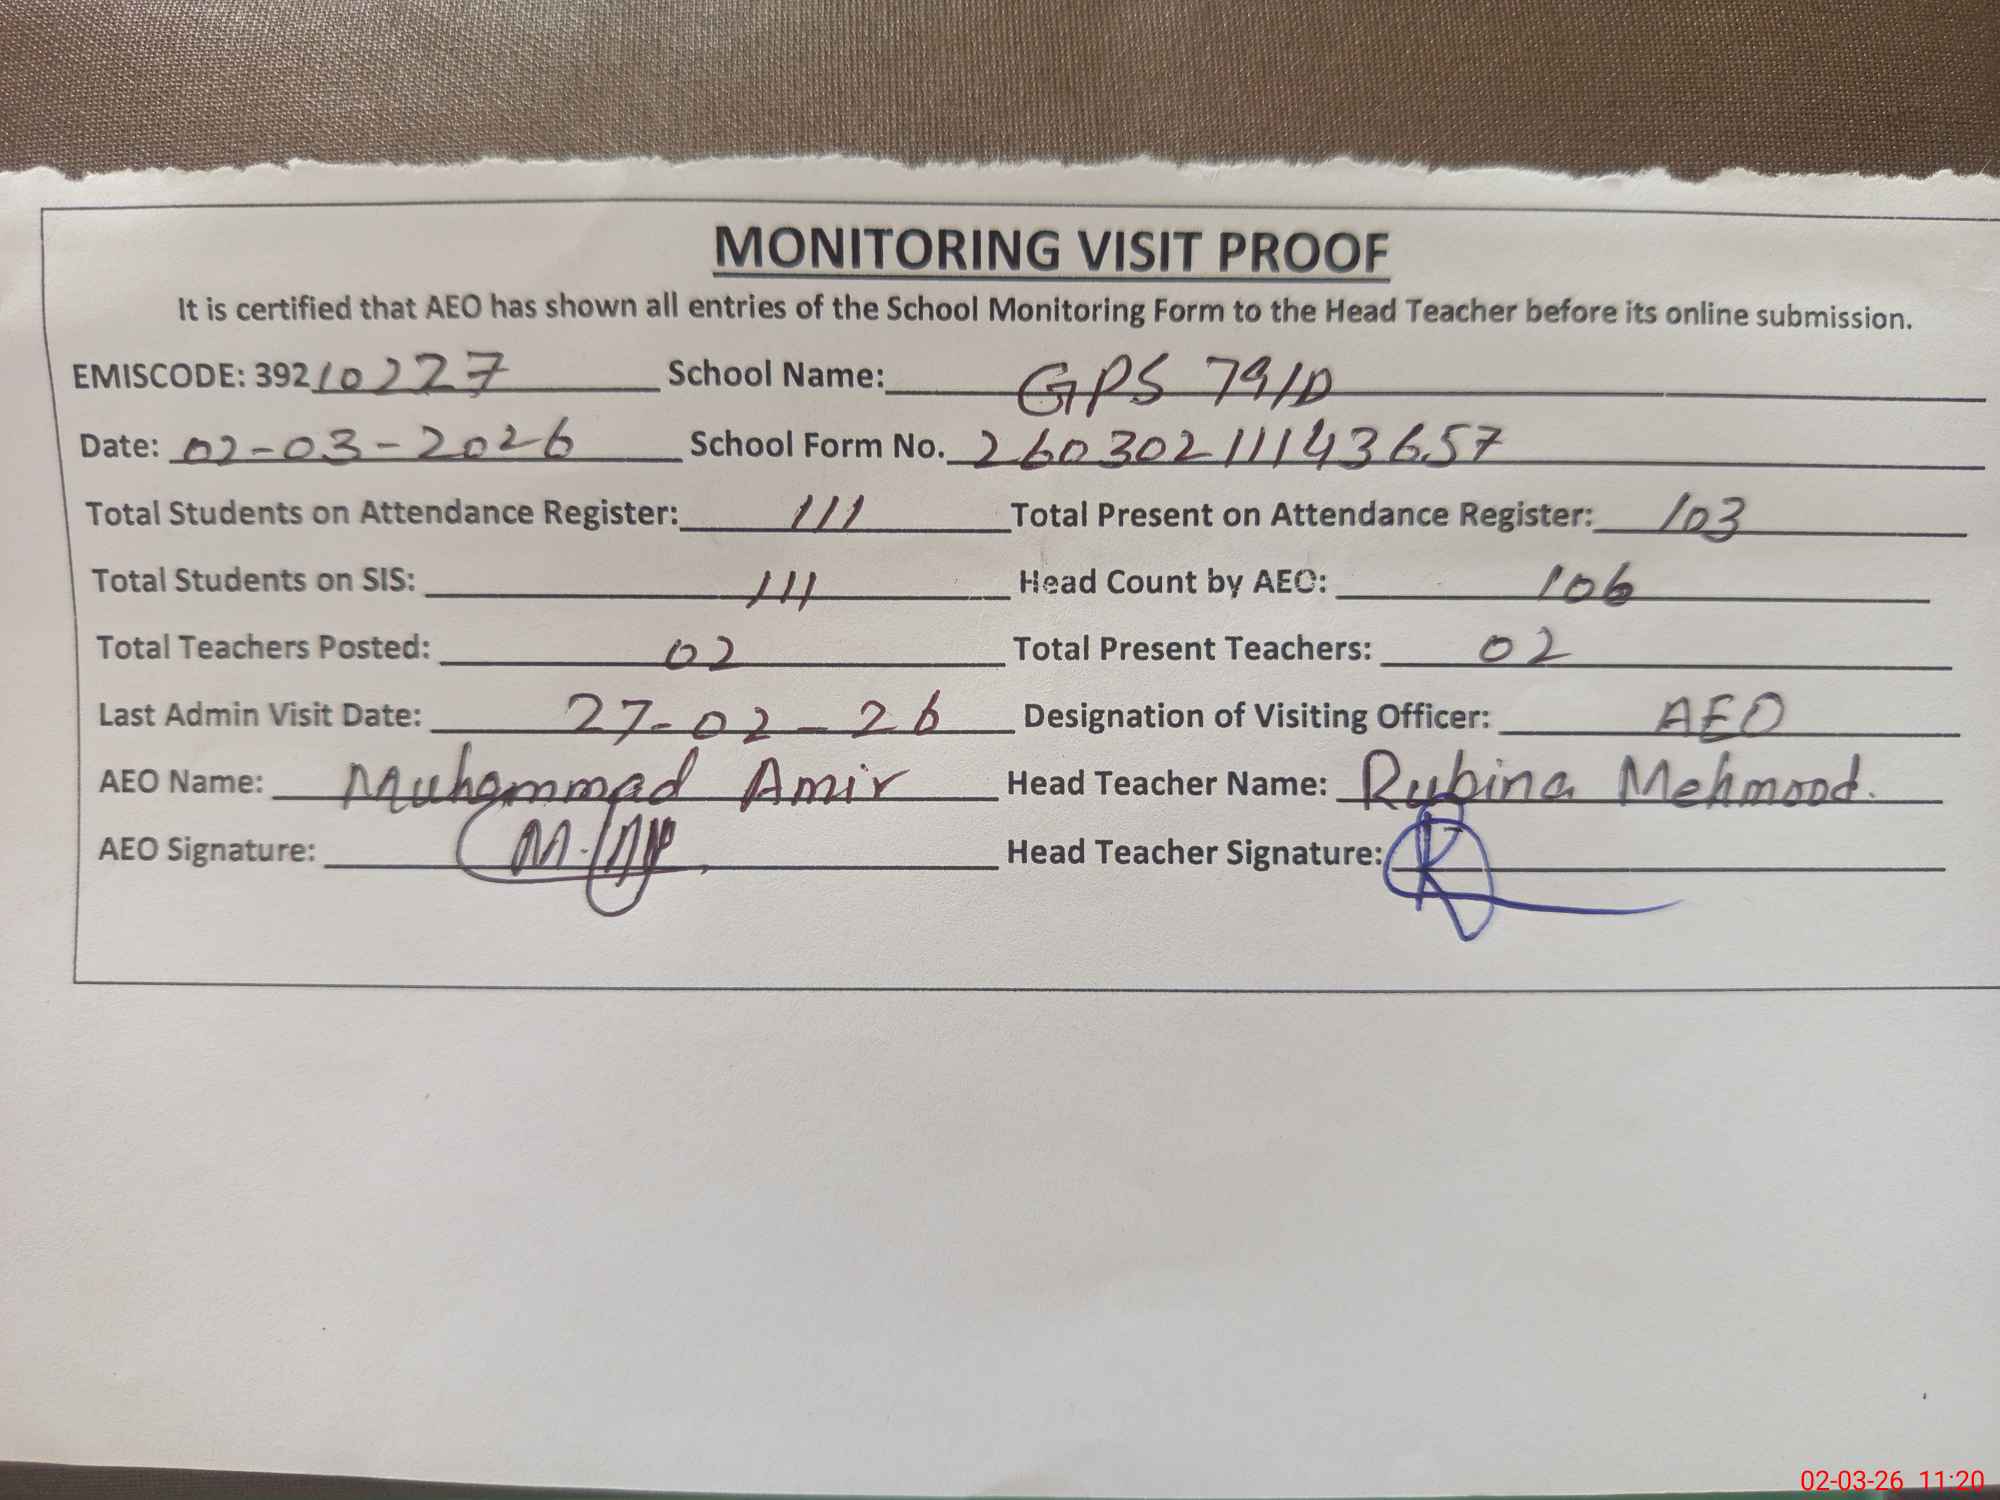 MONITORING VISIT PROOF
It is certified that AEO has shown all entries of the School Monitoring Form to the Head Teacher before its online submission.
EMISCODE: 39210227 School Name: GPS 79/D
Date: 02-03-2026 School Form No. 26030211143657
Total Students on Attendance Register: 111 Total Present on Attendance Register: 103
Total Students on SIS: 111 Head Count by AEO: 106
Total Teachers Posted: 02 Total Present Teachers: 02
Last Admin Visit Date: 27-02-26 Designation of Visiting Officer: AEO
AEO Name: Muhammad Amir Head Teacher Name: Rubina Mehmood.
AEO Signature: Head Teacher Signature:
02-03-26 11:20